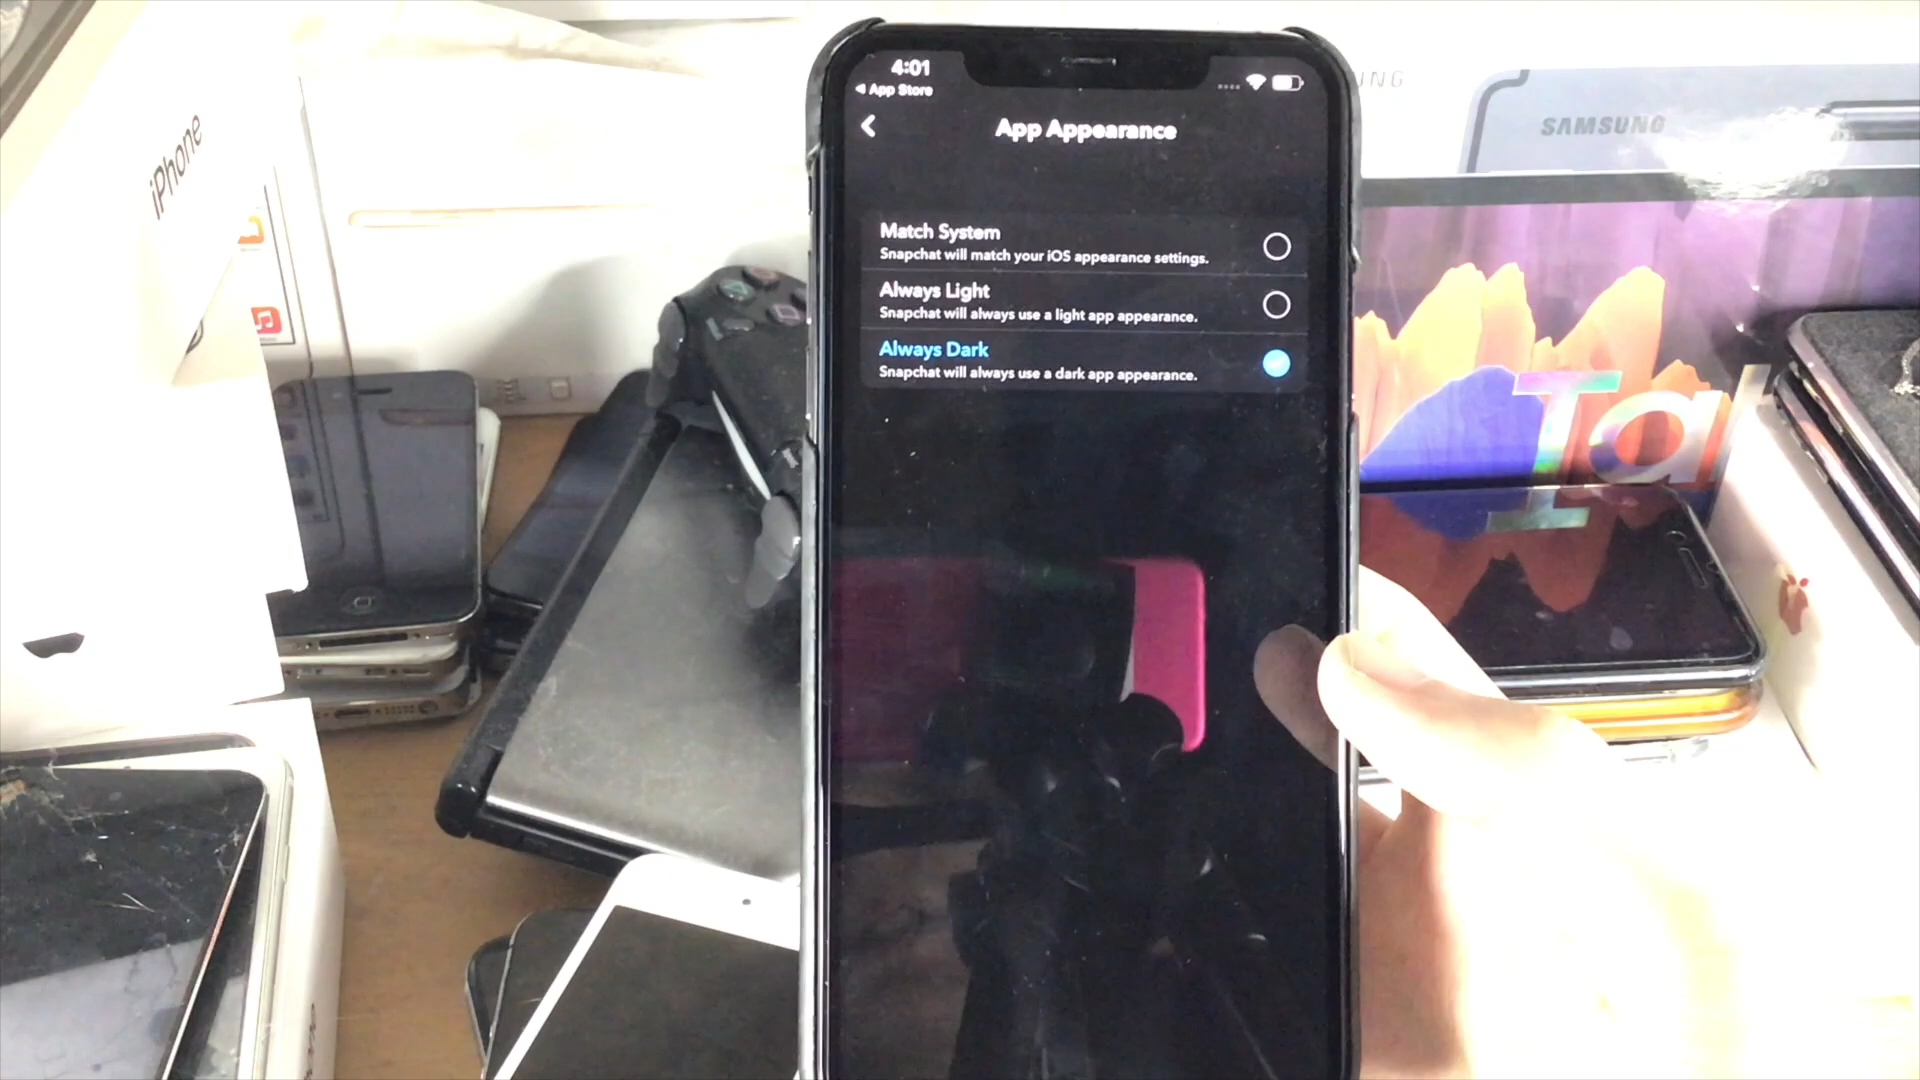 4:01
App Store
App Appearance
Match System
Snapchat will match your iOS appearance settings.
Always Light
Snapchat will always use a light app appearance.
Always Dark
Snapchat will always use a dark app appearance.
iPhone
SAMSUNG
Ta